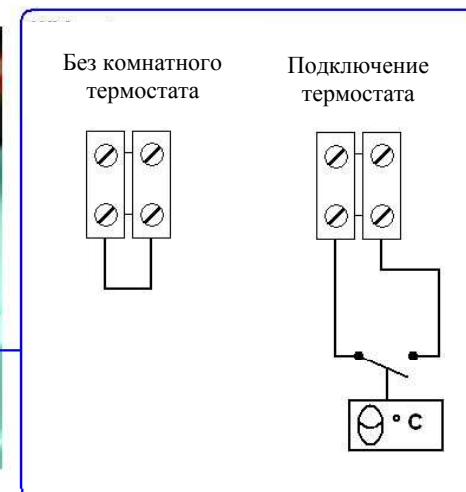 Без комнатного
термостата
Подключение
термостата
° C